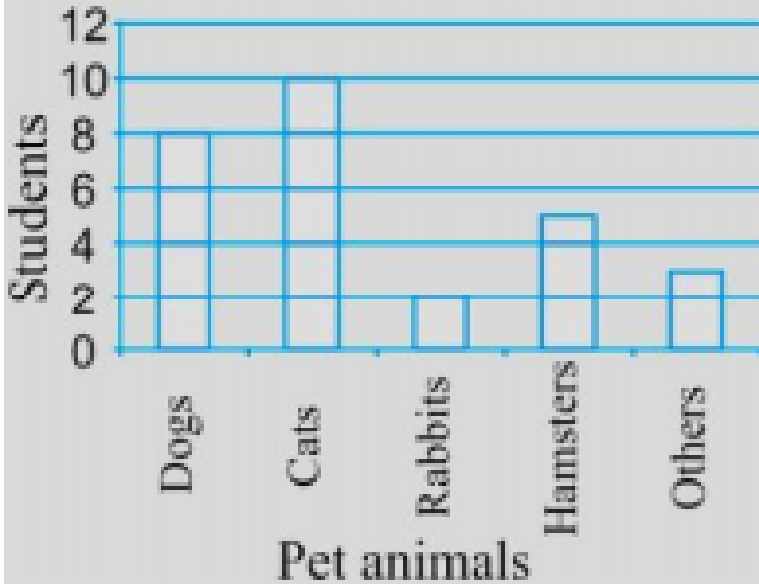 12
10
8
6
4
2
0
Students
Dogs
Cats
Rabbits
Hamsters
Others
Pet animals